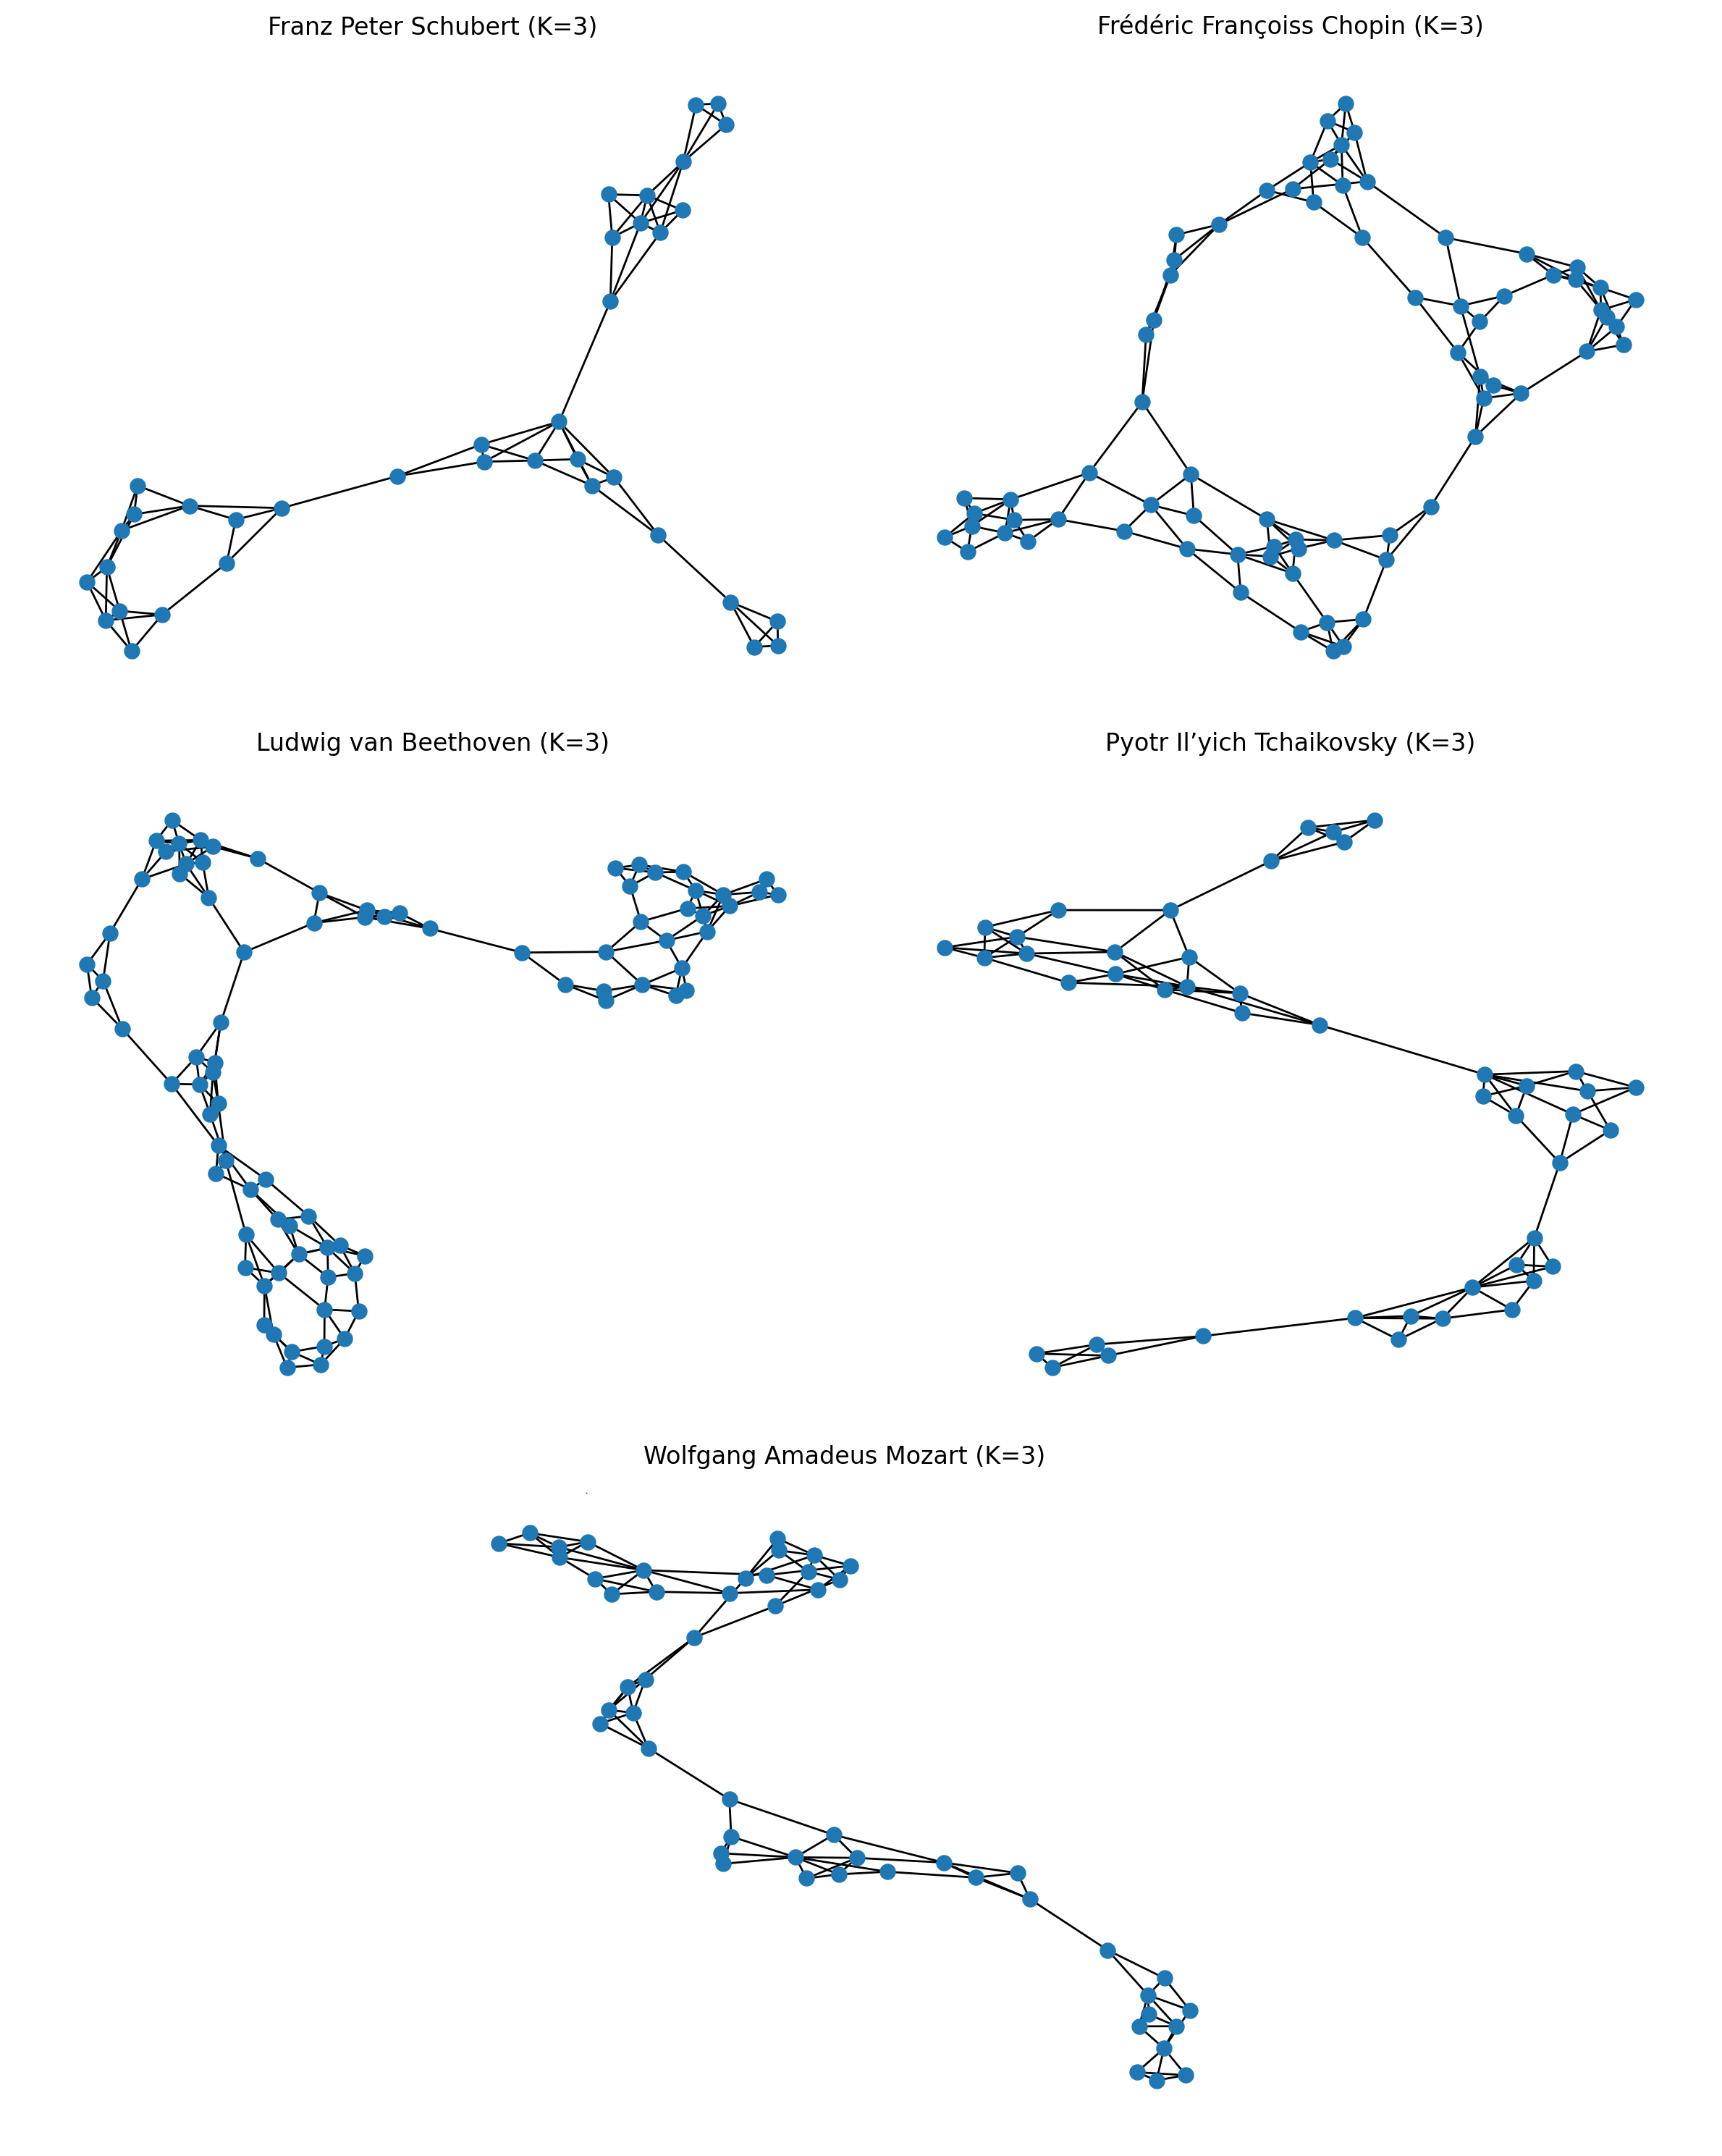 Franz Peter Schubert (K=3)
Frédéric Françoiss Chopin (K=3)
Ludwig van Beethoven (K=3)
Pyotr Il’yich Tchaikovsky (K=3)
Wolfgang Amadeus Mozart (K=3)